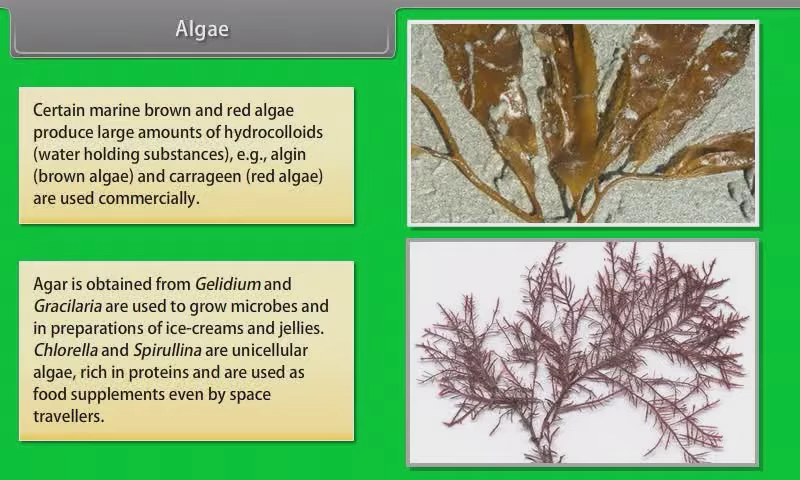 Algae
Certain marine brown and red algae
produce large amounts of hydrocolloids
(water holding substances), e.g., algin
(brown algae) and carrageen (red algae)
are used commercially.
Agar is obtained from Gelidium and
Gracilaria are used to grow microbes and
in preparations of ice-creams and jellies.
Chlorella and Spirullina are unicellular
algae, rich in proteins and are used as
food supplements even by space
travellers.